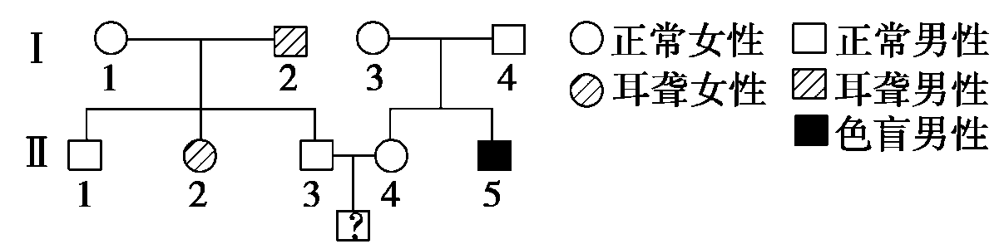 Ⅰ 1 2 3 4
Ⅱ 1 2 3 4 5
?
正常女性 正常男性
耳聋女性 耳聋男性
色盲男性